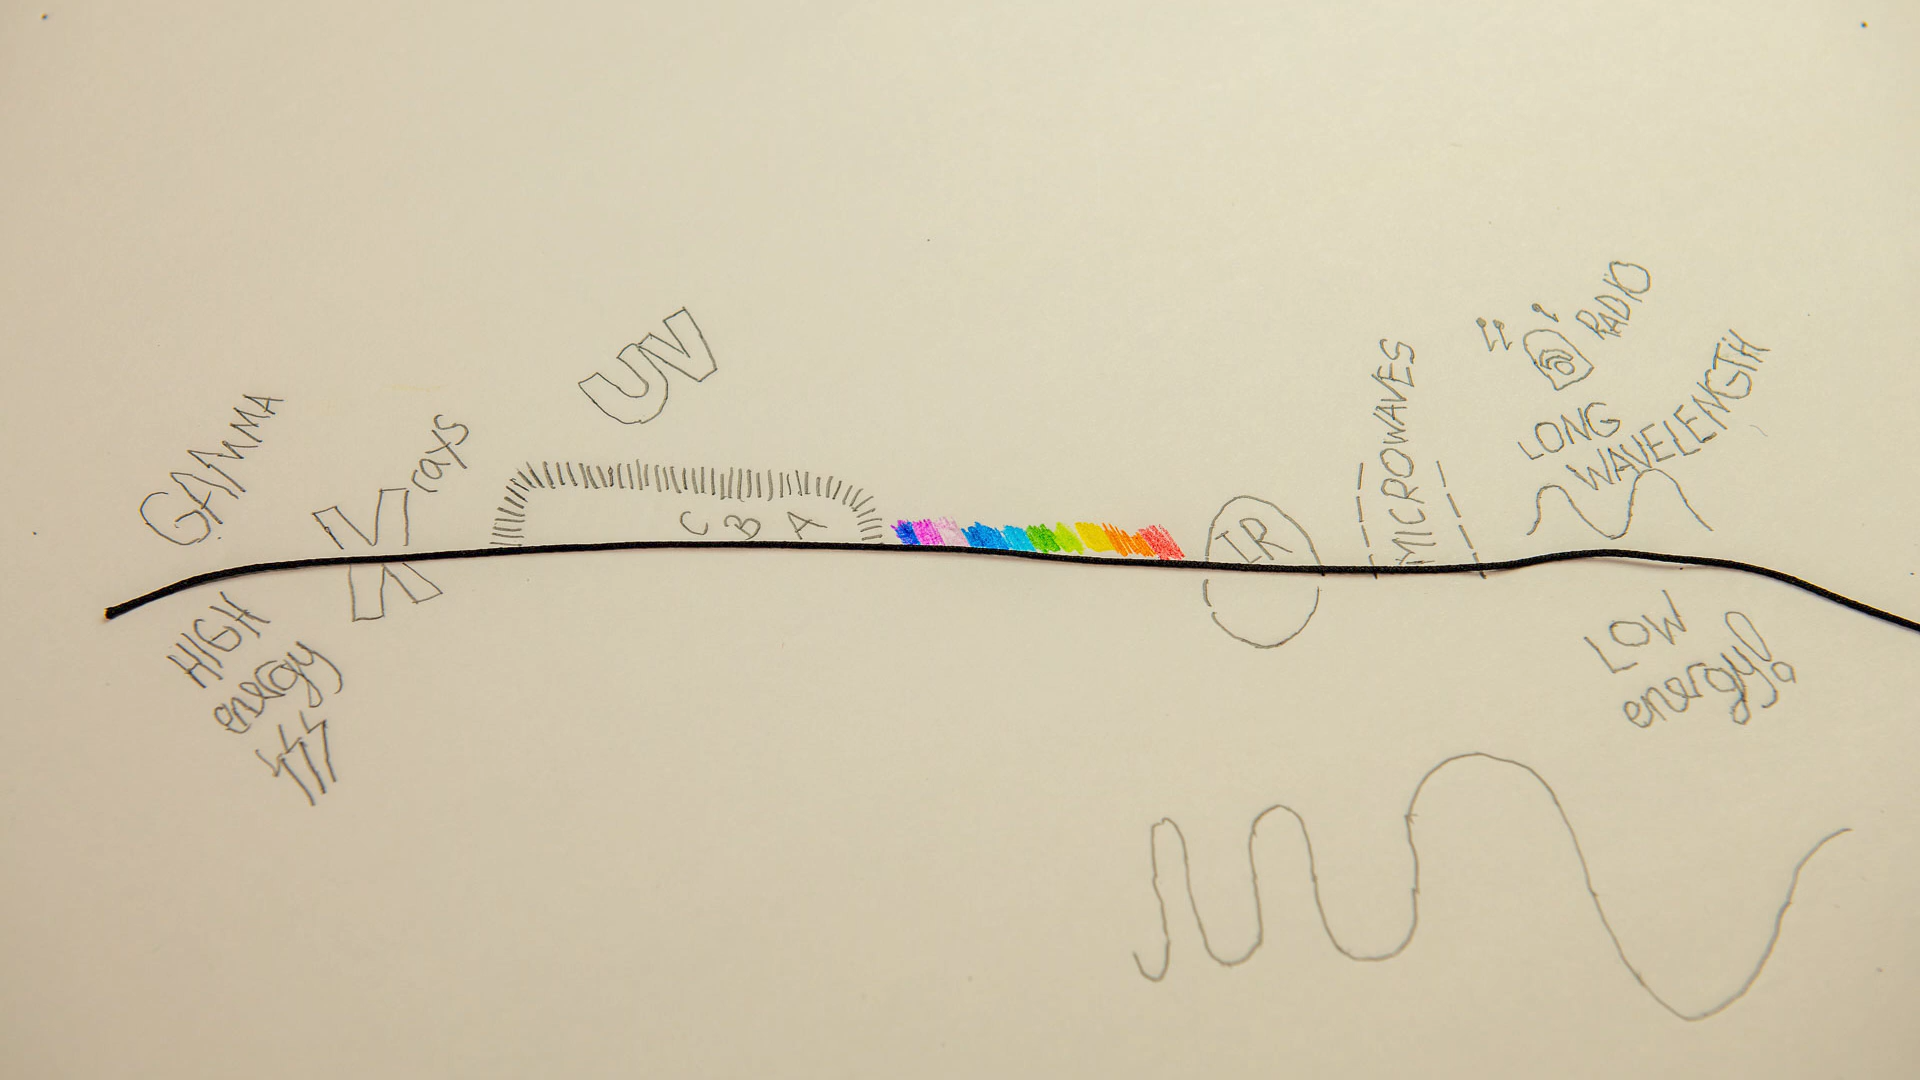 GAMMA
X rays
UV
C B A
IR
MICROWAVES
RADIO
LONG
WAVELENGTH
HIGH
energy
LOW
energy!